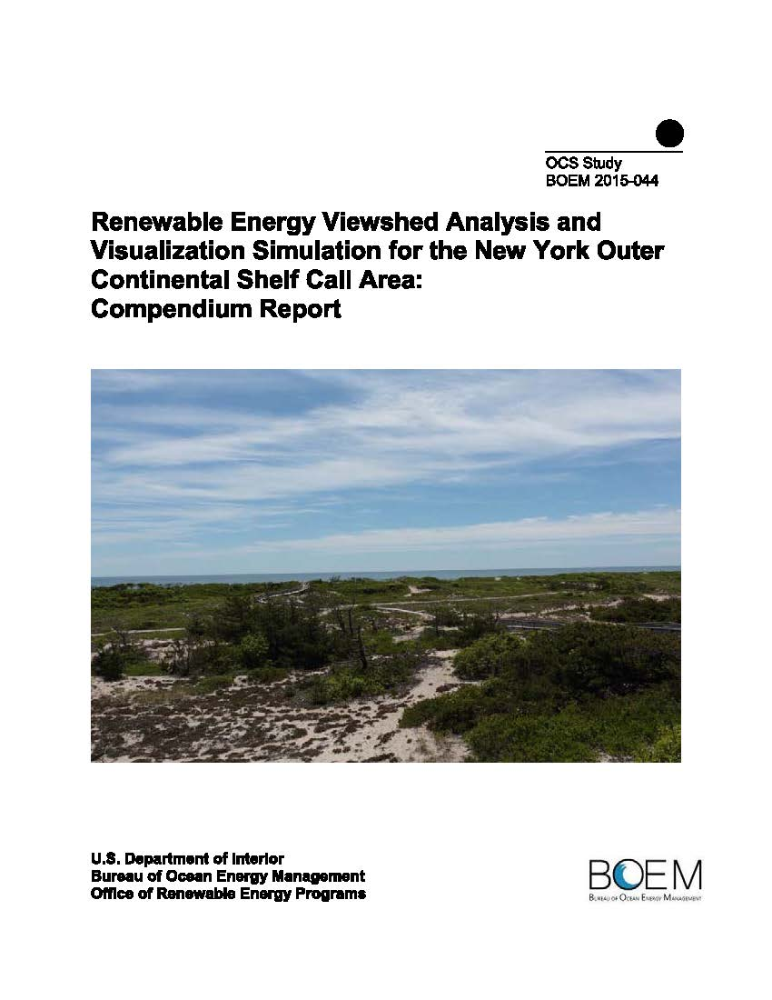 OCS Study
BOEM 2015-044
Renewable Energy Viewshed Analysis and
Visualization Simulation for the New York Outer
Continental Shelf Call Area:
Compendium Report
U.S. Department of Interior
Bureau of Ocean Energy Management
Office of Renewable Energy Programs
BOEM
BUREAU OF OCEAN ENERGY MANAGEMENT